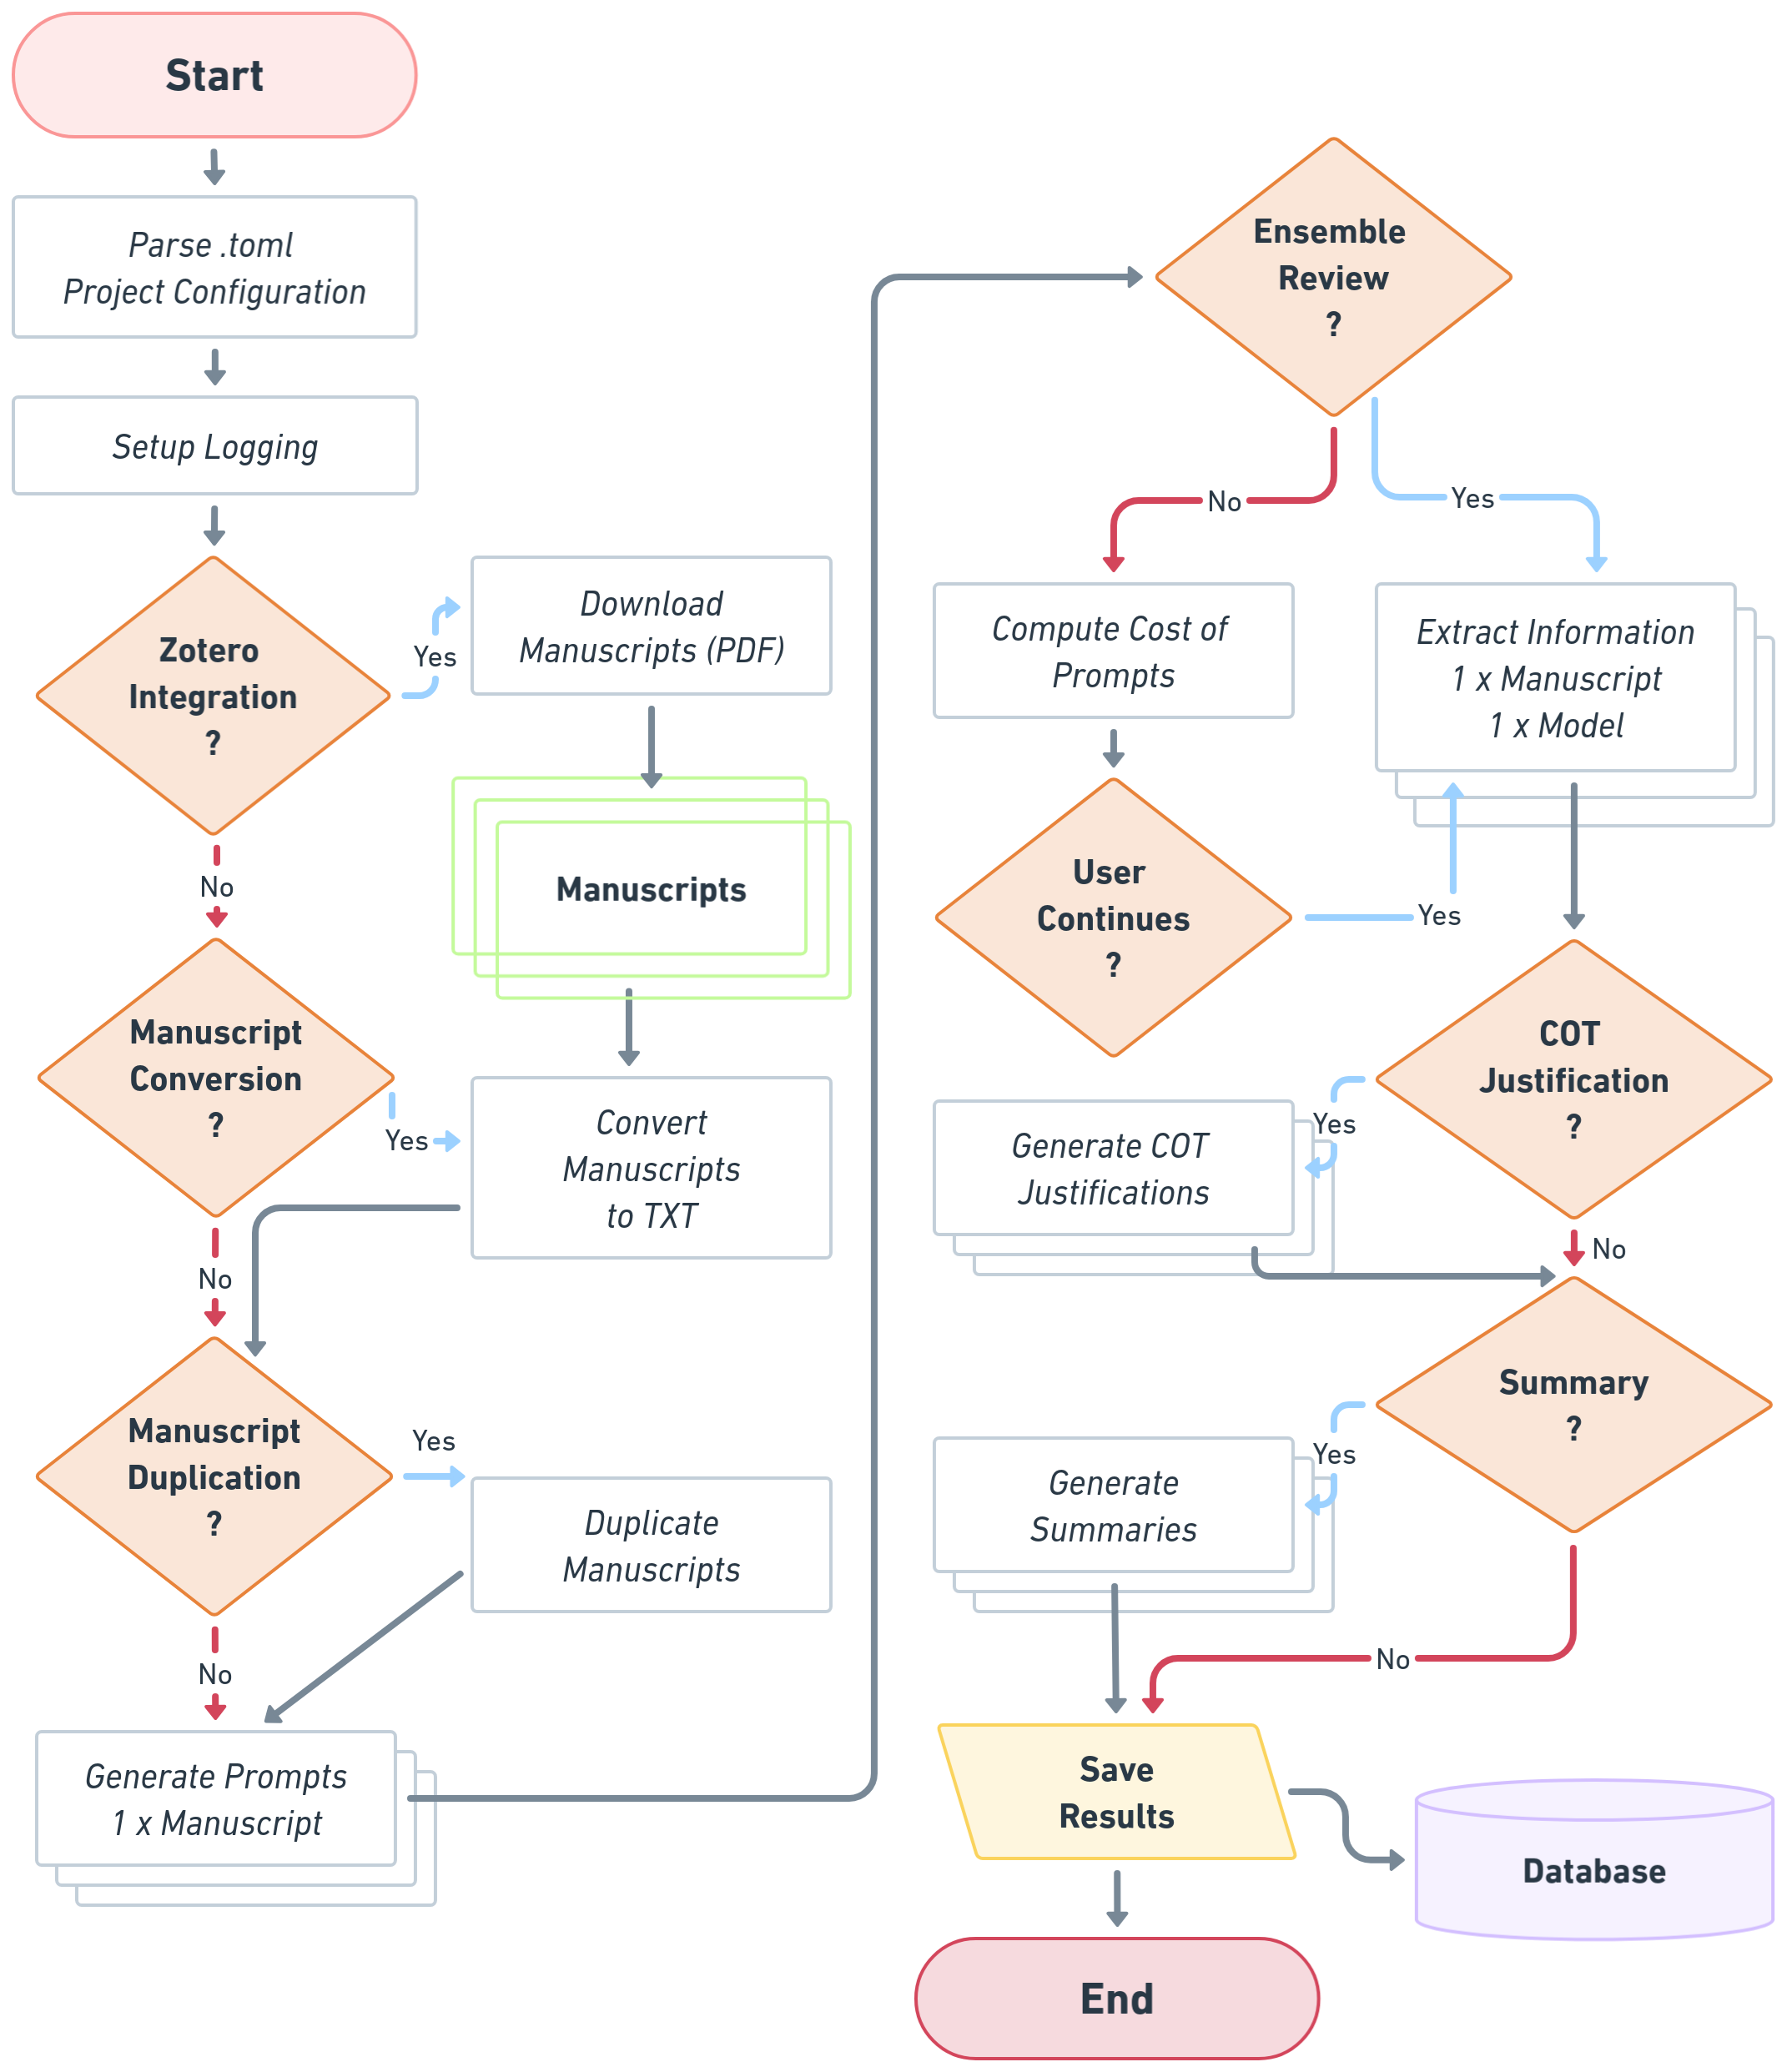 Start
Parse .toml
Project Configuration
Setup Logging
Zotero
Integration
?
Yes
Download
Manuscripts (PDF)
No
Manuscripts
Manuscript
Conversion
?
Yes
Convert
Manuscripts
to TXT
No
Manuscript
Duplication
?
Yes
Duplicate
Manuscripts
No
Generate Prompts
1 x Manuscript
Ensemble
Review
?
No
Yes
Compute Cost of
Prompts
Extract Information
1 x Manuscript
1 x Model
User
Continues
?
Yes
COT
Justification
?
Yes
Generate COT
Justifications
No
Summary
?
Yes
Generate
Summaries
No
Save
Results
Database
End